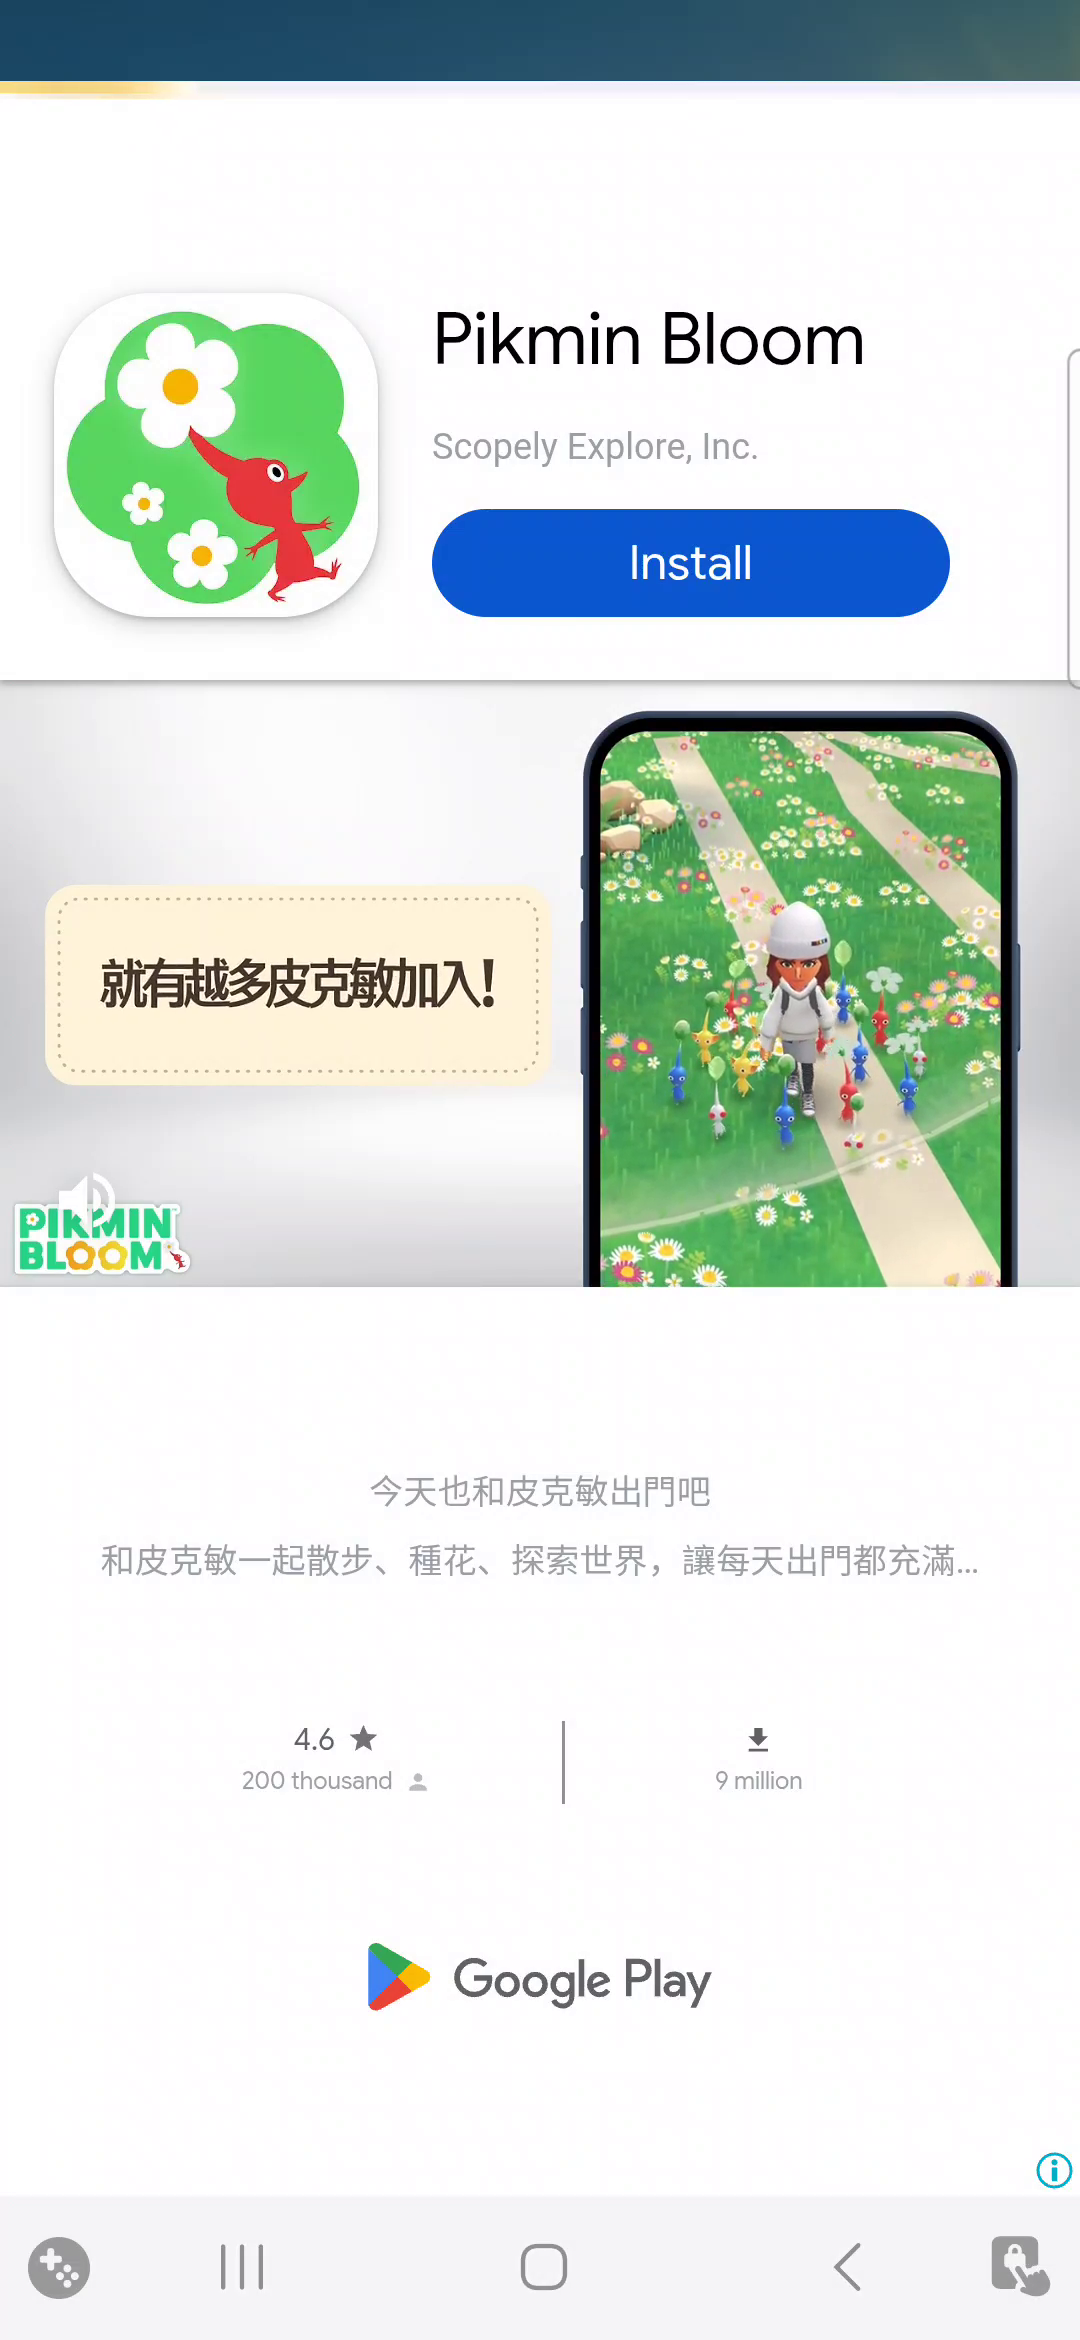 Pikmin Bloom
Scopely Explore, Inc.
Install
就有越多皮克敏加入!
PIKMIN
BLOOM
今天也和皮克敏出門吧
和皮克敏一起散步、種花、探索世界，讓每天出門都充滿...
4.6
200 thousand
9 million
Google Play